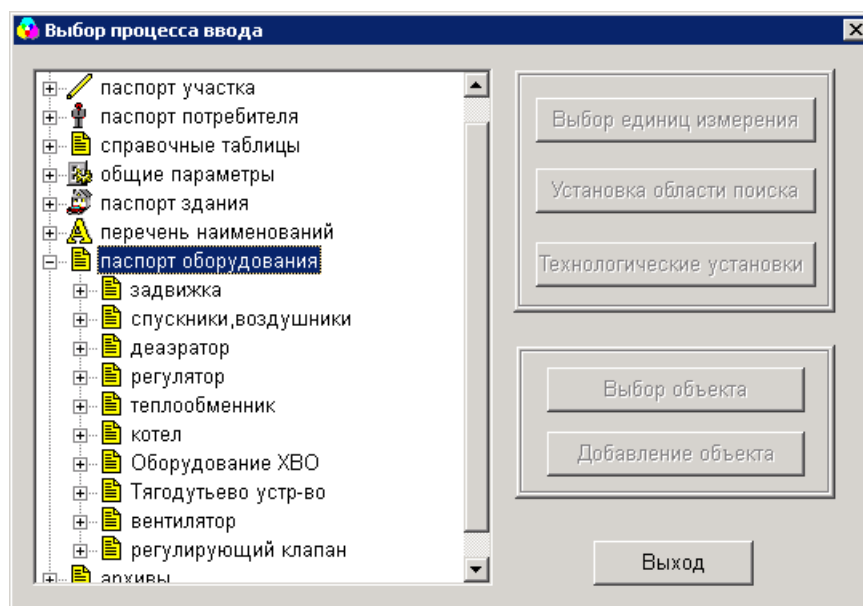 Выбор процесса ввода
паспорт участка
паспорт потребителя
справочные таблицы
общие параметры
паспорт здания
перечень наименований
паспорт оборудования
задвижка
спускники,воздушники
деаэратор
регулятор
теплообменник
котел
Оборудование ХВО
Тягодутьево устр-во
вентилятор
регулирующий клапан
архивы
Выбор единиц измерения
Установка области поиска
Технологические установки
Выбор объекта
Добавление объекта
Выход